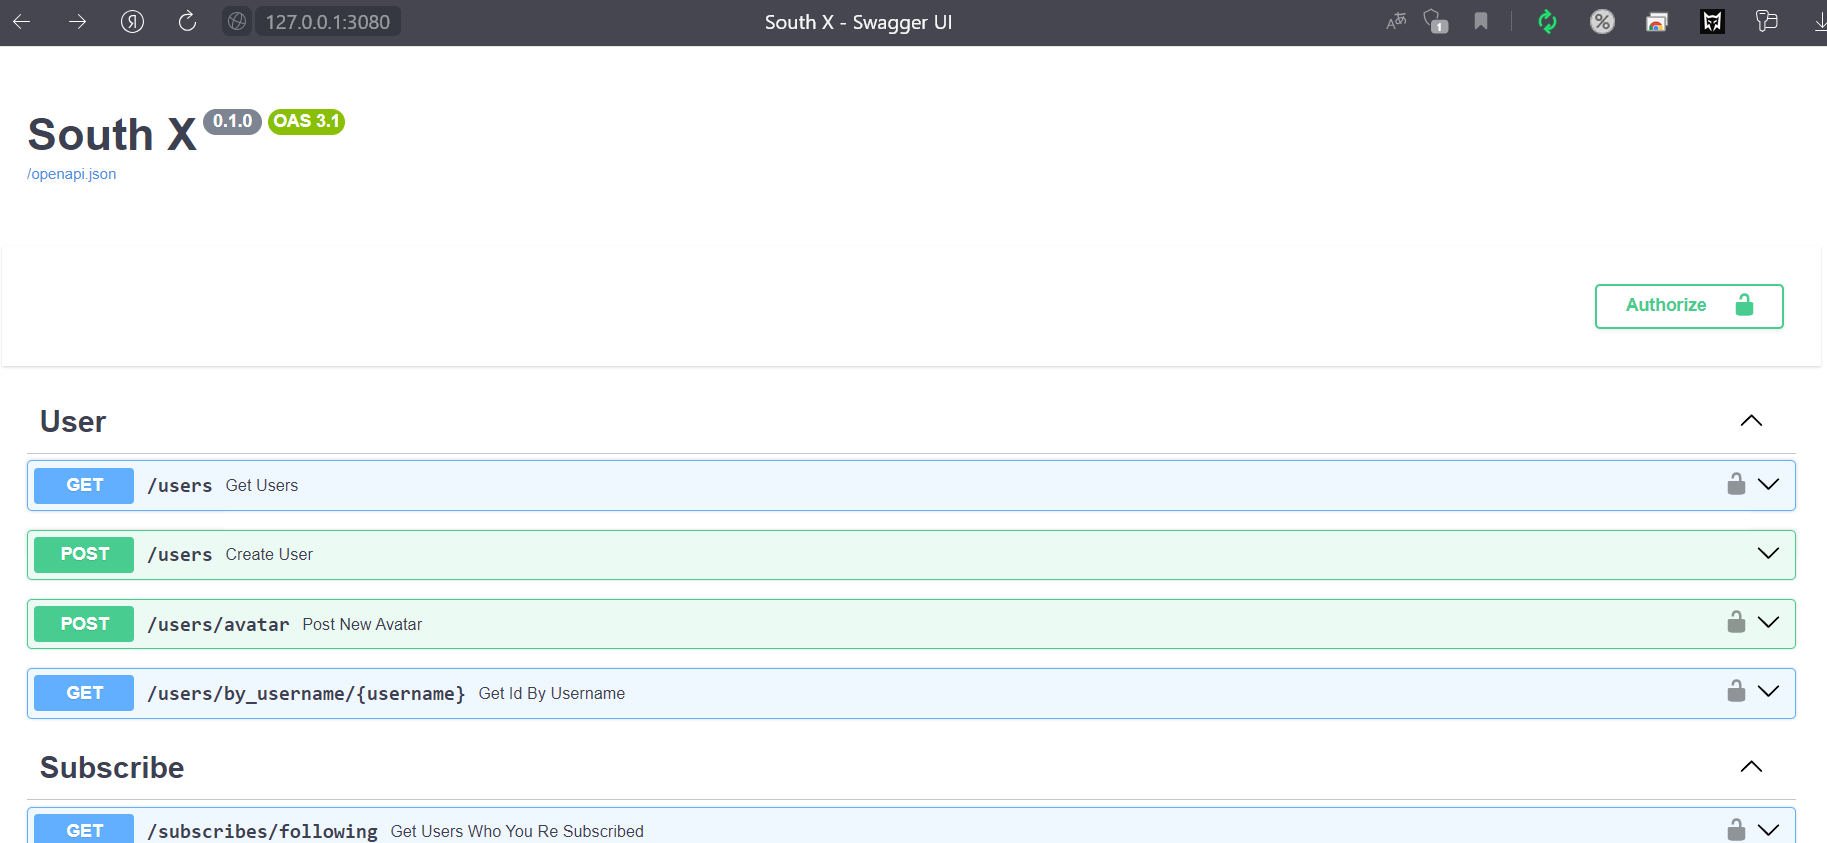 Я 127.0.0.1:3080 South X - Swagger UI 1 %
South X 0.1.0 OAS 3.1
/openapi.json
Authorize
User
GET /users Get Users
POST /users Create User
POST /users/avatar Post New Avatar
GET /users/by_username/{username} Get Id By Username
Subscribe
GET /subscribes/following Get Users Who You Re Subscribed